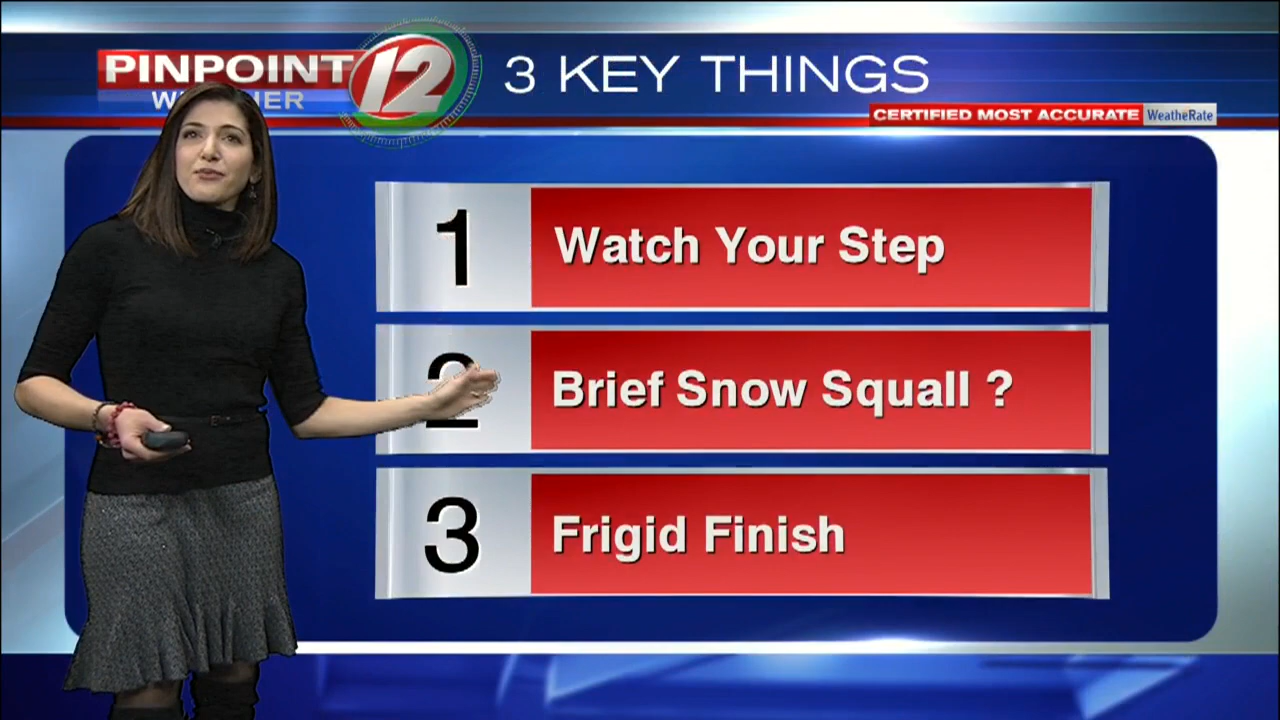 PINPOINT 12 3 KEY THINGS
CERTIFIED MOST ACCURATE WeatheRate
1 Watch Your Step
2 Brief Snow Squall ?
3 Frigid Finish